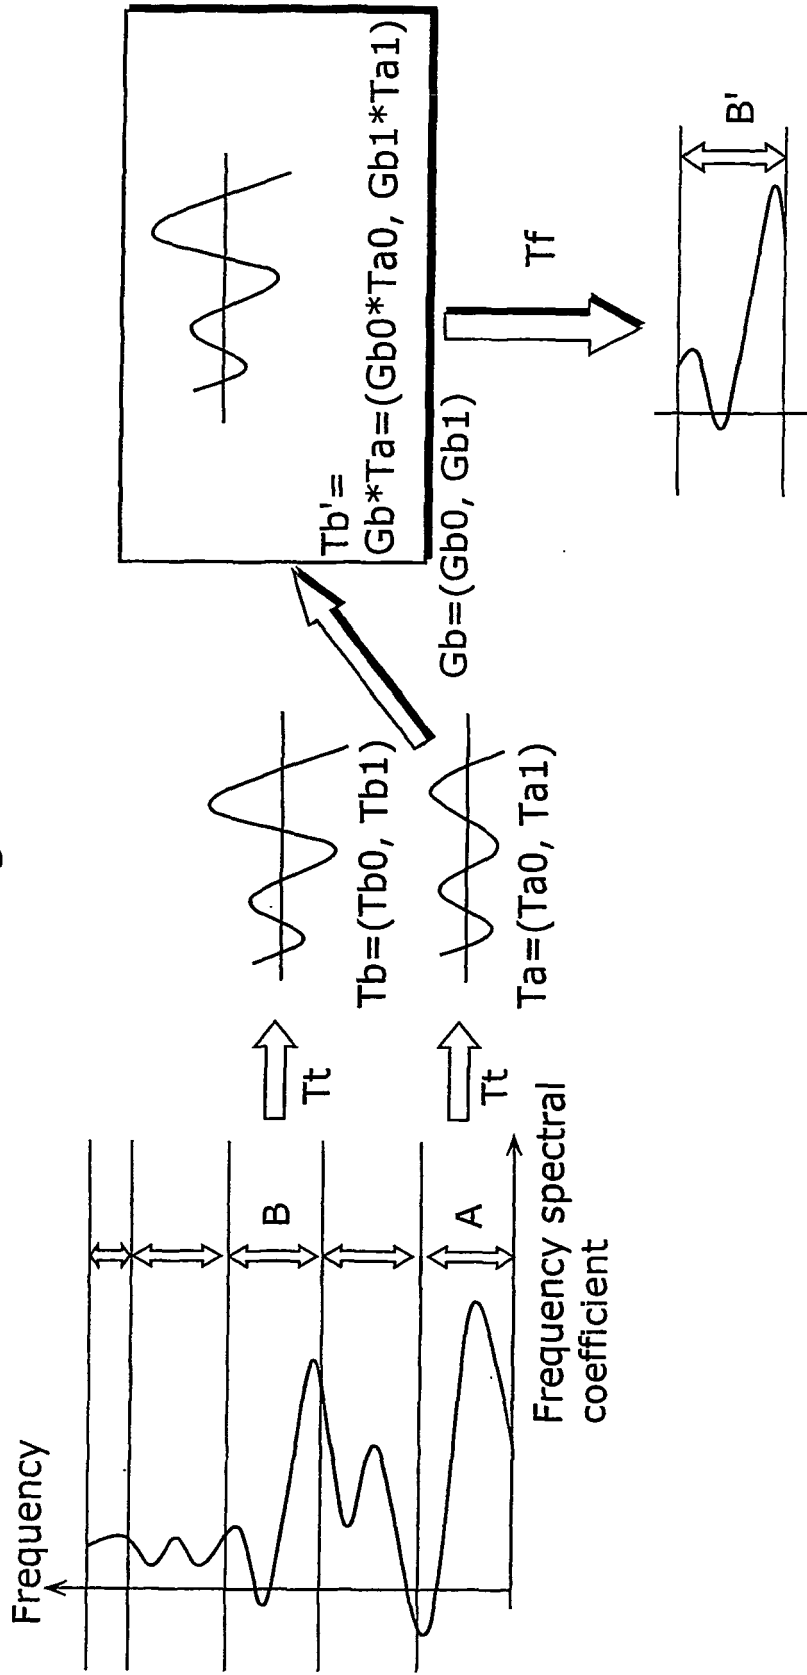 Frequency
B
A
Frequency spectral
coefficient
Tt
Tt
Tb=(Tb0, Tb1)
Ta=(Ta0, Ta1)
Gb=(Gb0, Gb1)
Tb'=
Gb*Ta=(Gb0*Ta0, Gb1*Ta1)
Tf
B'